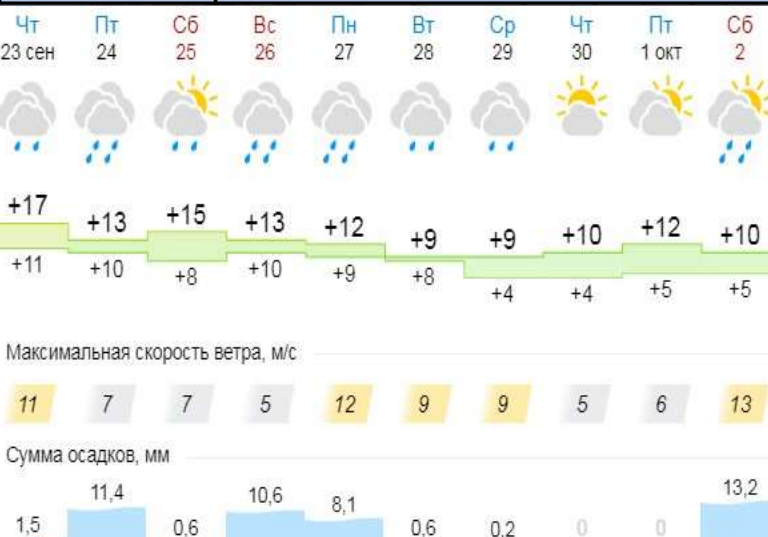 Чт Пт Сб Вс Пн Вт Ср Чт Пт Сб
23 сен 24 25 26 27 28 29 30 1 окт 2
+17 +13 +15 +13 +12 +9 +9 +10 +12 +10
+11 +10 +8 +10 +9 +8 +4 +4 +5 +5
Максимальная скорость ветра, м/с
11 7 7 5 12 9 9 5 6 13
Сумма осадков, мм
1,5 11,4 0,6 10,6 8,1 0,6 0,2 0 0 13,2